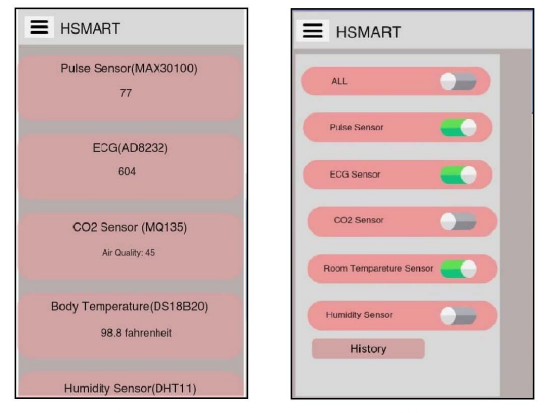 HSMART
Pulse Sensor(MAX30100)
77
ECG(AD8232)
604
CO2 Sensor (MQ135)
Air Quality: 45
Body Temperature(DS18B20)
98.8 fahrenheit
Humidity Sensor(DHT11)
HSMART
ALL
Pulse Sensor
ECG Sensor
CO2 Sensor
Room Tempareture Sensor
Humidity Sensor
History